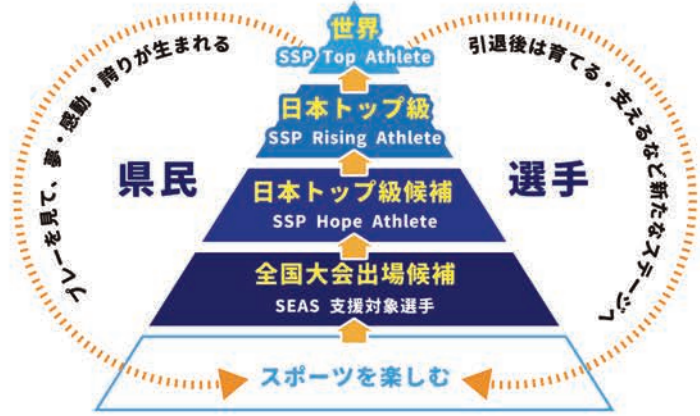 世界
SSP Top Athlete
日本トップ級
SSP Rising Athlete
日本トップ級候補
SSP Hope Athlete
全国大会出場候補
SEAS 支援対象選手
スポーツを楽しむ
県民
選手
プレーを見て、夢・感動・誇りが生まれる
引退後は育てる・支えるなど新たなステージへ